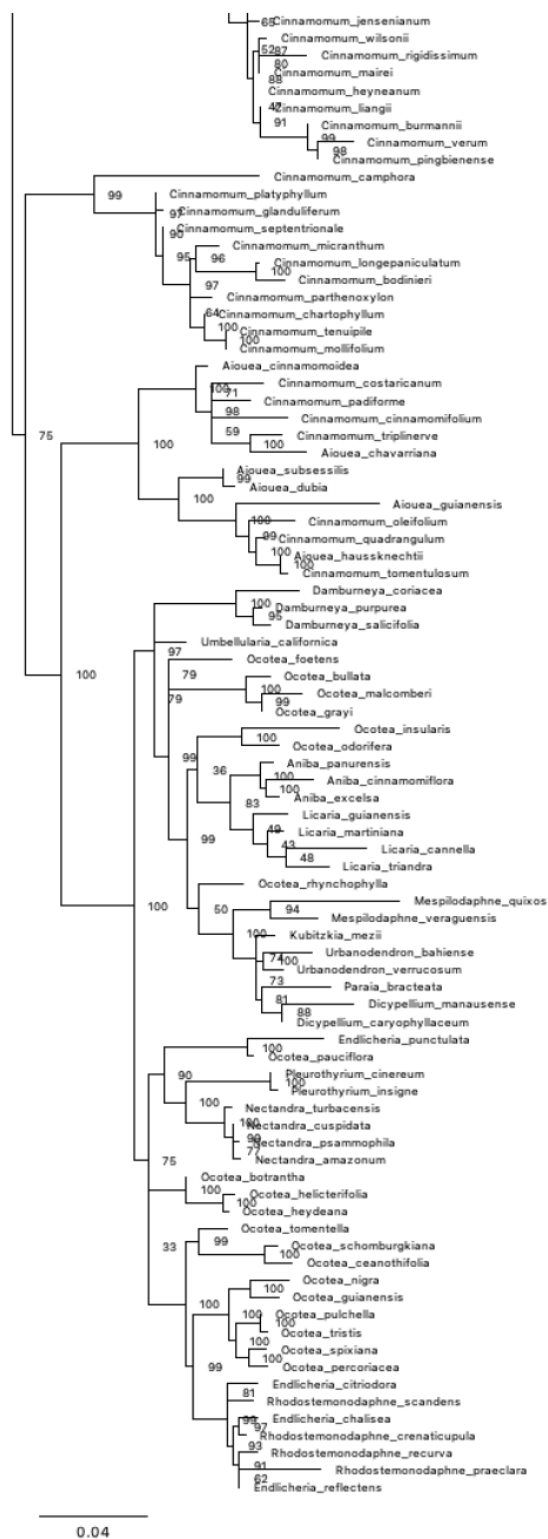 65 Cinnamomum_jensenianum
Cinnamomum_wilsonii
52 87 Cinnamomum_rigidissimum
80
88 Cinnamomum_mairei
Cinnamomum_heyneanum
Cinnamomum_liangii
91 Cinnamomum_burmannii
99 Cinnamomum_verum
98 Cinnamomum_pingbienense
Cinnamomum_camphora
99 Cinnamomum_platyphyllum
97 Cinnamomum_glanduliferum
90 Cinnamomum_septentrionale
Cinnamomum_micranthum
95 96 Cinnamomum_longepaniculatum
100 Cinnamomum_bodinieri
97 Cinnamomum_parthenoxylon
64 Cinnamomum_chartophyllum
100 Cinnamomum_tenuipile
100 Cinnamomum_mollifolium
Aiouea_cinnamomoidea
100 Cinnamomum_costaricanum
71 Cinnamomum_padiforme
98 Cinnamomum_cinnamomifolium
75 59 Cinnamomum_triplinerve
100 100 Aiouea_chavarriana
Aiouea_subsessilis
99 Aiouea_dubia
100 Aiouea_guianensis
100 Cinnamomum_oleifolium
99 Cinnamomum_quadrangulum
100 Aiouea_haussknechtii
100 Cinnamomum_tomentulosum
Damburneya_coriacea
100 Damburneya_purpurea
95 Damburneya_salicifolia
Umbellularia_californica
97 Ocotea_foetens
100 79 Ocotea_bullata
100 Ocotea_malcomberi
79 99 Ocotea_grayi
Ocotea_insularis
100 Ocotea_odorifera
99 36 Aniba_panurensis
100 Aniba_cinnamomiflora
100 Aniba_excelsa
83 Licaria_guianensis
49 Licaria_martiniana
99 43 Licaria_cannella
48 Licaria_triandra
Ocotea_rhynchophylla
100 50 Mespilodaphne_quixos
94 Mespilodaphne_veraguensis
100 Kubitzkia_mezii
74 100 Urbanodendron_bahiense
Urbanodendron_verrucosum
73 Paraia_bracteata
81 Dicypellium_manausense
88 Dicypellium_caryophyllaceum
Endlicheria_punctulata
100 Ocotea_pauciflora
90 Pleurothyrium_cinereum
100 Pleurothyrium_insigne
100 Nectandra_turbacensis
100 Nectandra_cuspidata
Nectandra_psammophila
75 77 Nectandra_amazonum
Ocotea_botrantha
100 Ocotea_helicterifolia
100 Ocotea_heydeana
Ocotea_tomentella
33 99 Ocotea_schomburgkiana
100 Ocotea_ceanothifolia
Ocotea_nigra
100 100 Ocotea_guianensis
100 Ocotea_pulchella
100 Ocotea_tristis
100 Ocotea_spixiana
99 100 Ocotea_percoriacea
Endlicheria_citriodora
81 Rhodostemonodaphne_scandens
99 Endlicheria_chalisea
97 Rhodostemonodaphne_crenaticupula
93 Rhodostemonodaphne_recurva
91 Rhodostemonodaphne_praeclara
62 Endlicheria_reflectens
0.04